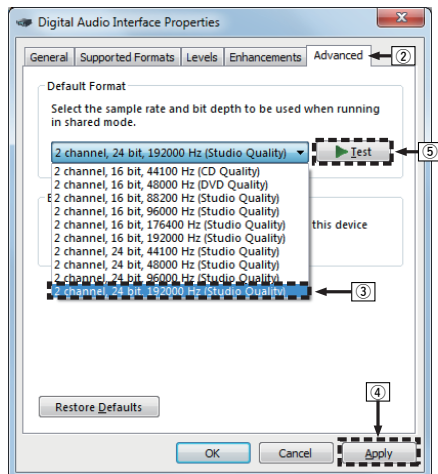 Digital Audio Interface Properties
General Supported Formats Levels Enhancements Advanced ②
Default Format
Select the sample rate and bit depth to be used when running
in shared mode.
2 channel, 24 bit, 192000 Hz (Studio Quality) Test ⑤
2 channel, 16 bit, 44100 Hz (CD Quality)
2 channel, 16 bit, 48000 Hz (DVD Quality)
2 channel, 16 bit, 88200 Hz (Studio Quality)
2 channel, 16 bit, 96000 Hz (Studio Quality)
2 channel, 16 bit, 176400 Hz (Studio Quality) this device
2 channel, 16 bit, 192000 Hz (Studio Quality)
2 channel, 24 bit, 44100 Hz (Studio Quality)
2 channel, 24 bit, 48000 Hz (Studio Quality)
2 channel, 24 bit, 96000 Hz (Studio Quality)
2 channel, 24 bit, 192000 Hz (Studio Quality) ③
④
Restore Defaults
OK Cancel Apply